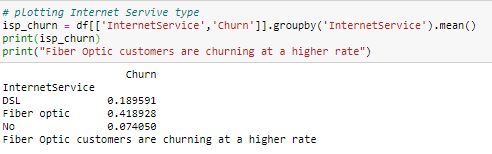 # plotting Internet Servive type
isp_churn = df[['InternetService','Churn']].groupby('InternetService').mean()
print(isp_churn)
print("Fiber Optic customers are churning at a higher rate")
Churn
InternetService
DSL 0.189591
Fiber optic 0.418928
No 0.074050
Fiber Optic customers are churning at a higher rate